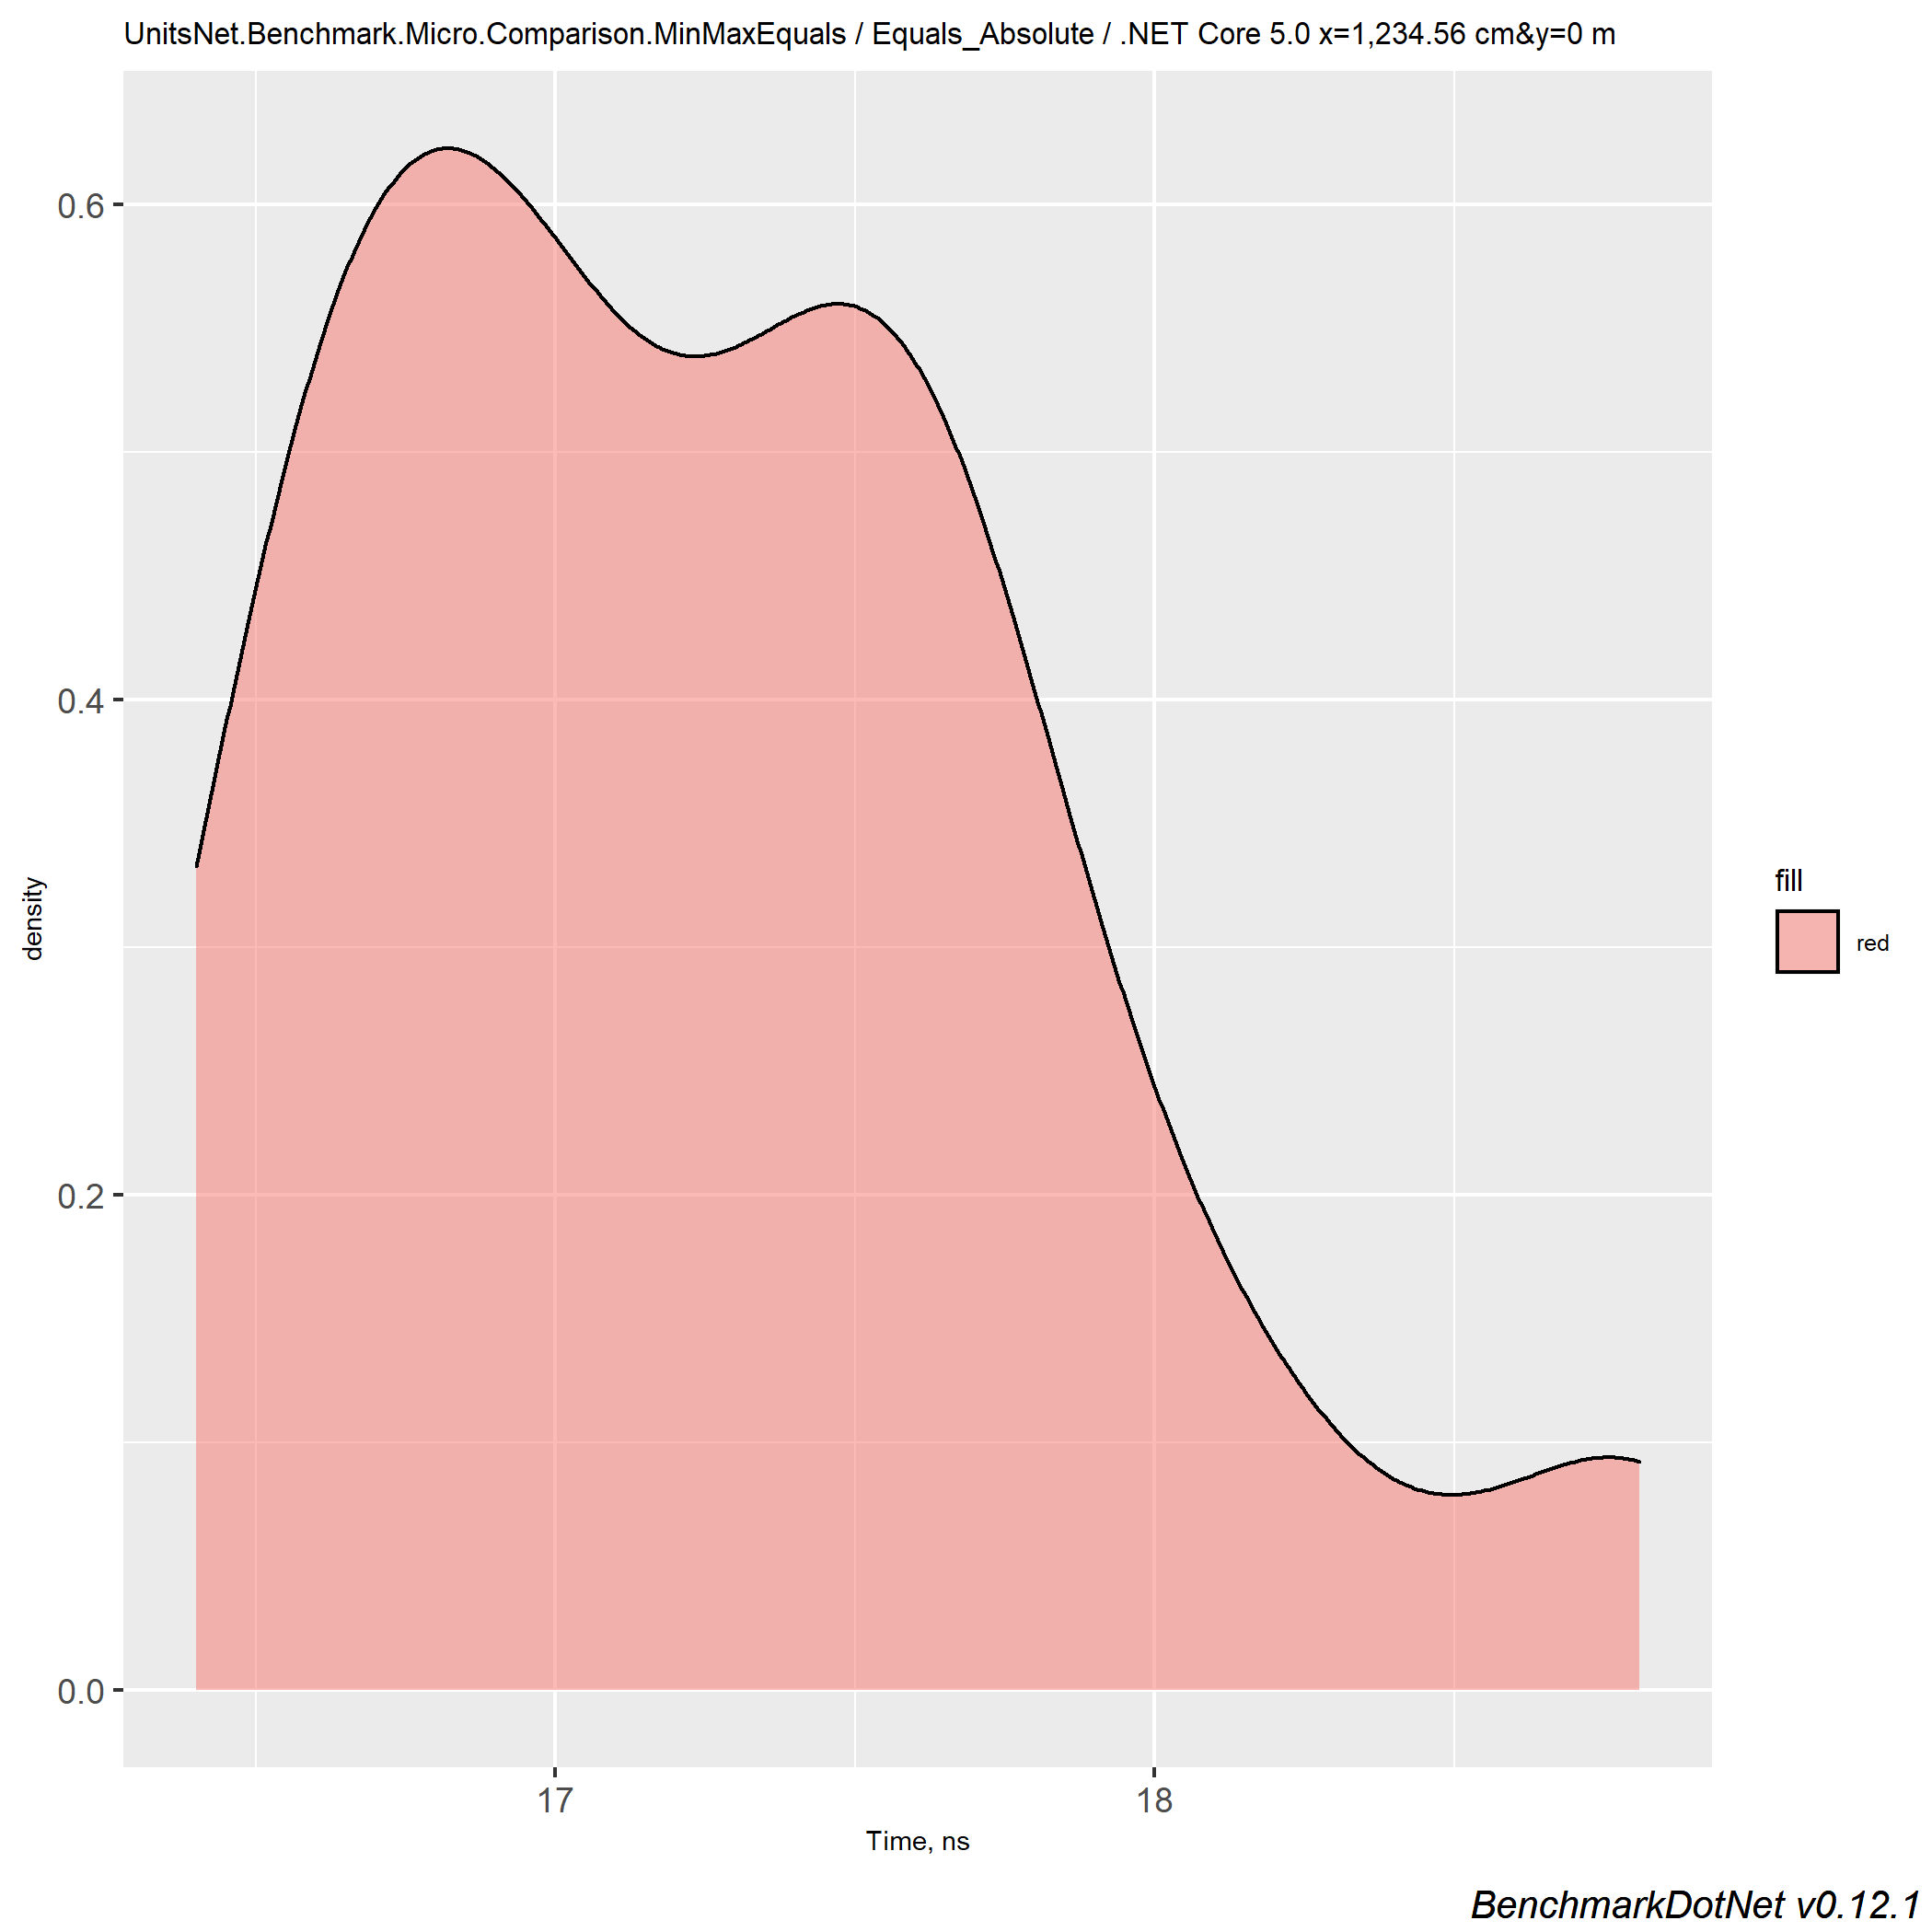 UnitsNet.Benchmark.Micro.Comparison.MinMaxEquals / Equals_Absolute / .NET Core 5.0 x=1,234.56 cm&y=0 m
0.6
0.4
0.2
0.0
density
17
18
Time, ns
fill
red
BenchmarkDotNet v0.12.1